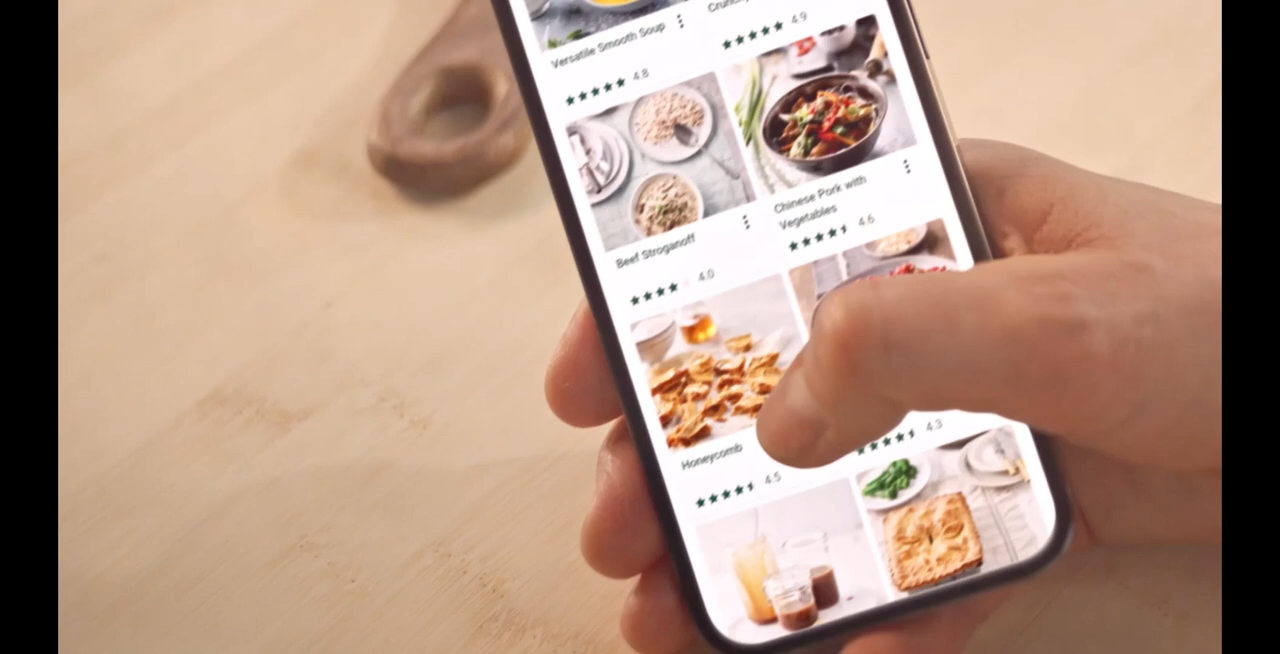 Versatile Smooth Soup
4.8
4.9
Beef Stroganoff
4.0
Chinese Pork with
Vegetables
4.6
Honeycomb
4.5
4.3